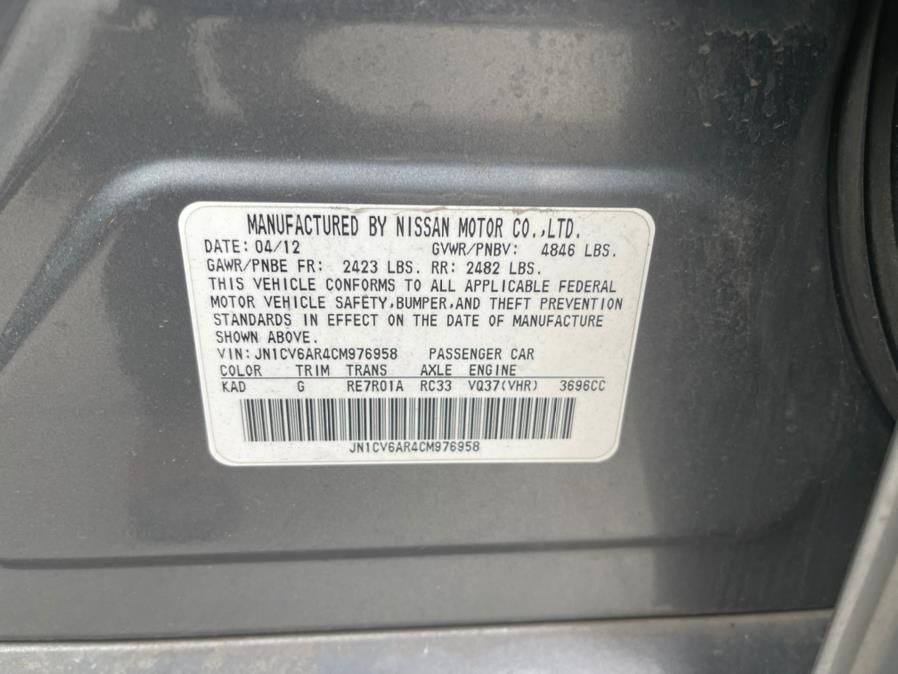 MANUFACTURED BY NISSAN MOTOR CO.,LTD.
DATE: 04/12 GVWR/PNBV: 4846 LBS.
GAWR/PNBE FR: 2423 LBS. RR: 2482 LBS.
THIS VEHICLE CONFORMS TO ALL APPLICABLE FEDERAL
MOTOR VEHICLE SAFETY,BUMPER,AND THEFT PREVENTION
STANDARDS IN EFFECT ON THE DATE OF MANUFACTURE
SHOWN ABOVE.
VIN: JN1CV6AR4CM976958 PASSENGER CAR
COLOR TRIM TRANS AXLE ENGINE
KAD G RE7R01A RC33 VQ37(VHR) 3696CC
JN1CV6AR4CM976958